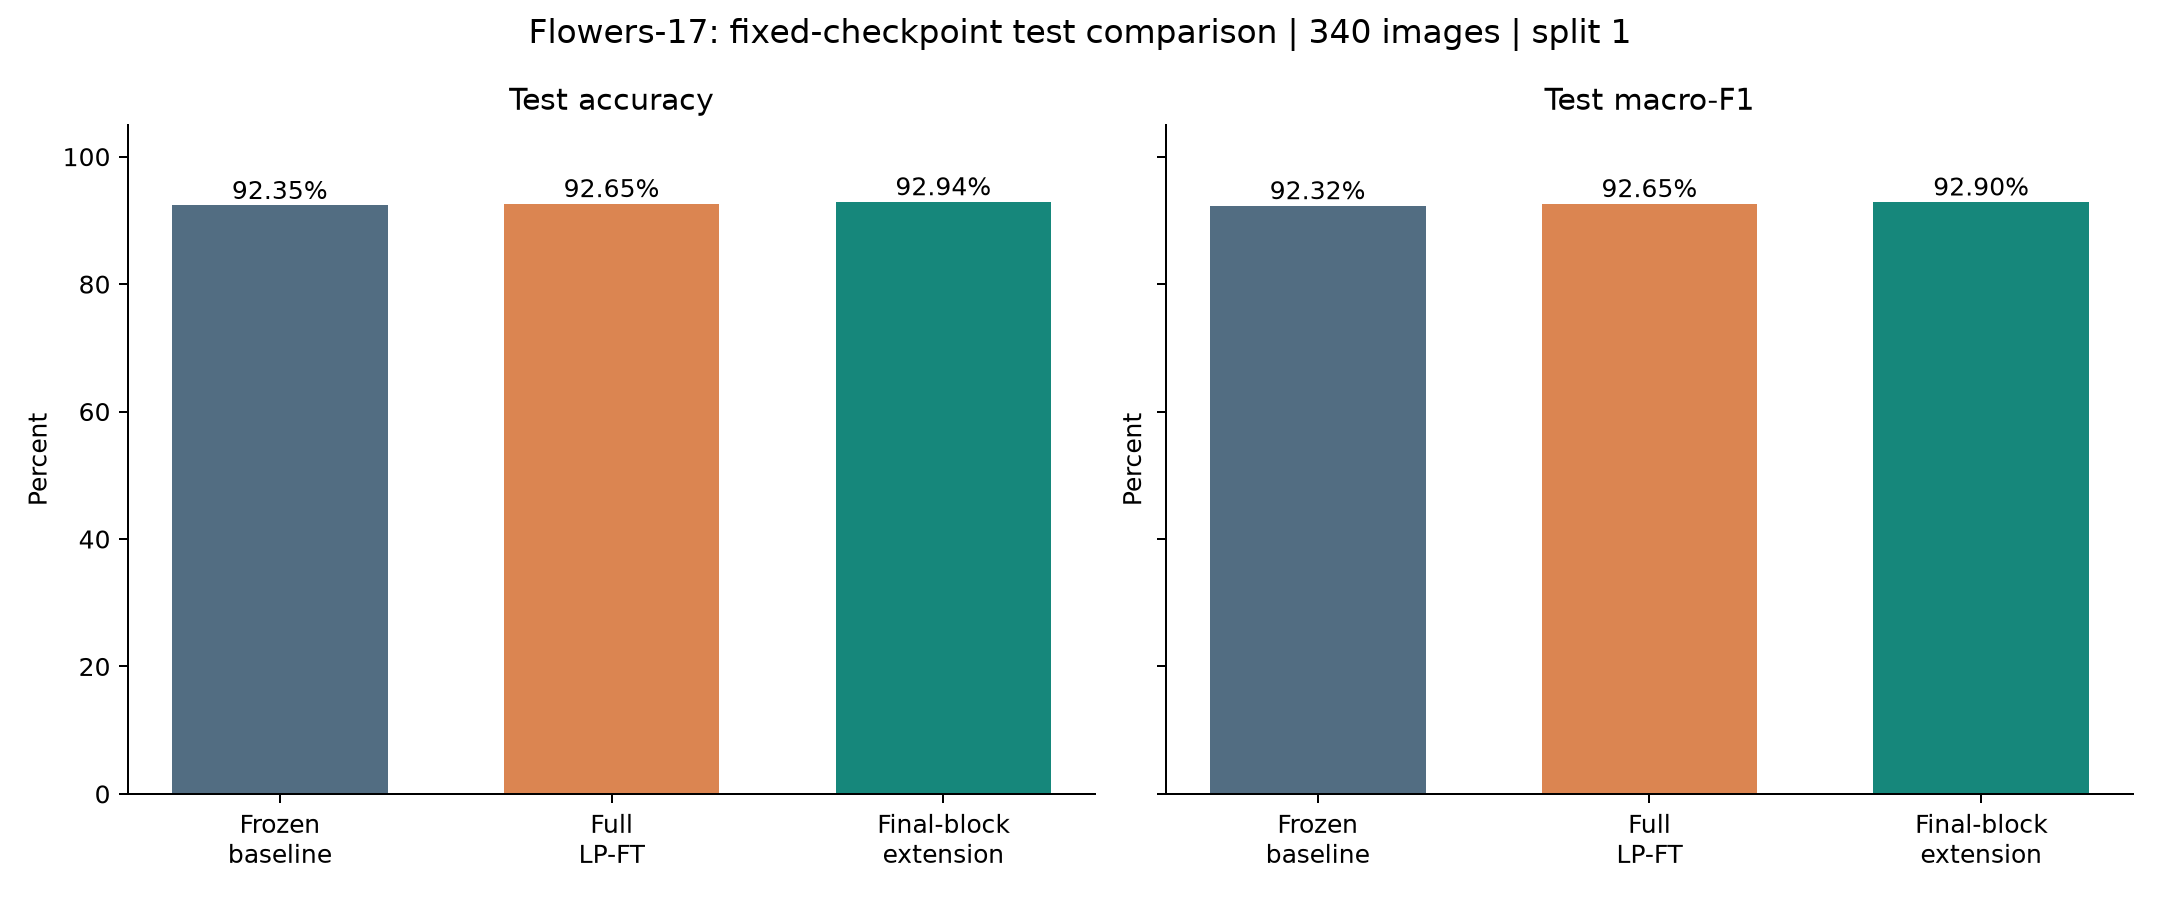 Flowers-17: fixed-checkpoint test comparison | 340 images | split 1
Test accuracy
Percent
100
80
60
40
20
0
92.35%
92.65%
92.94%
Frozen
baseline
Full
LP-FT
Final-block
extension
Test macro-F1
Percent
92.32%
92.65%
92.90%
Frozen
baseline
Full
LP-FT
Final-block
extension